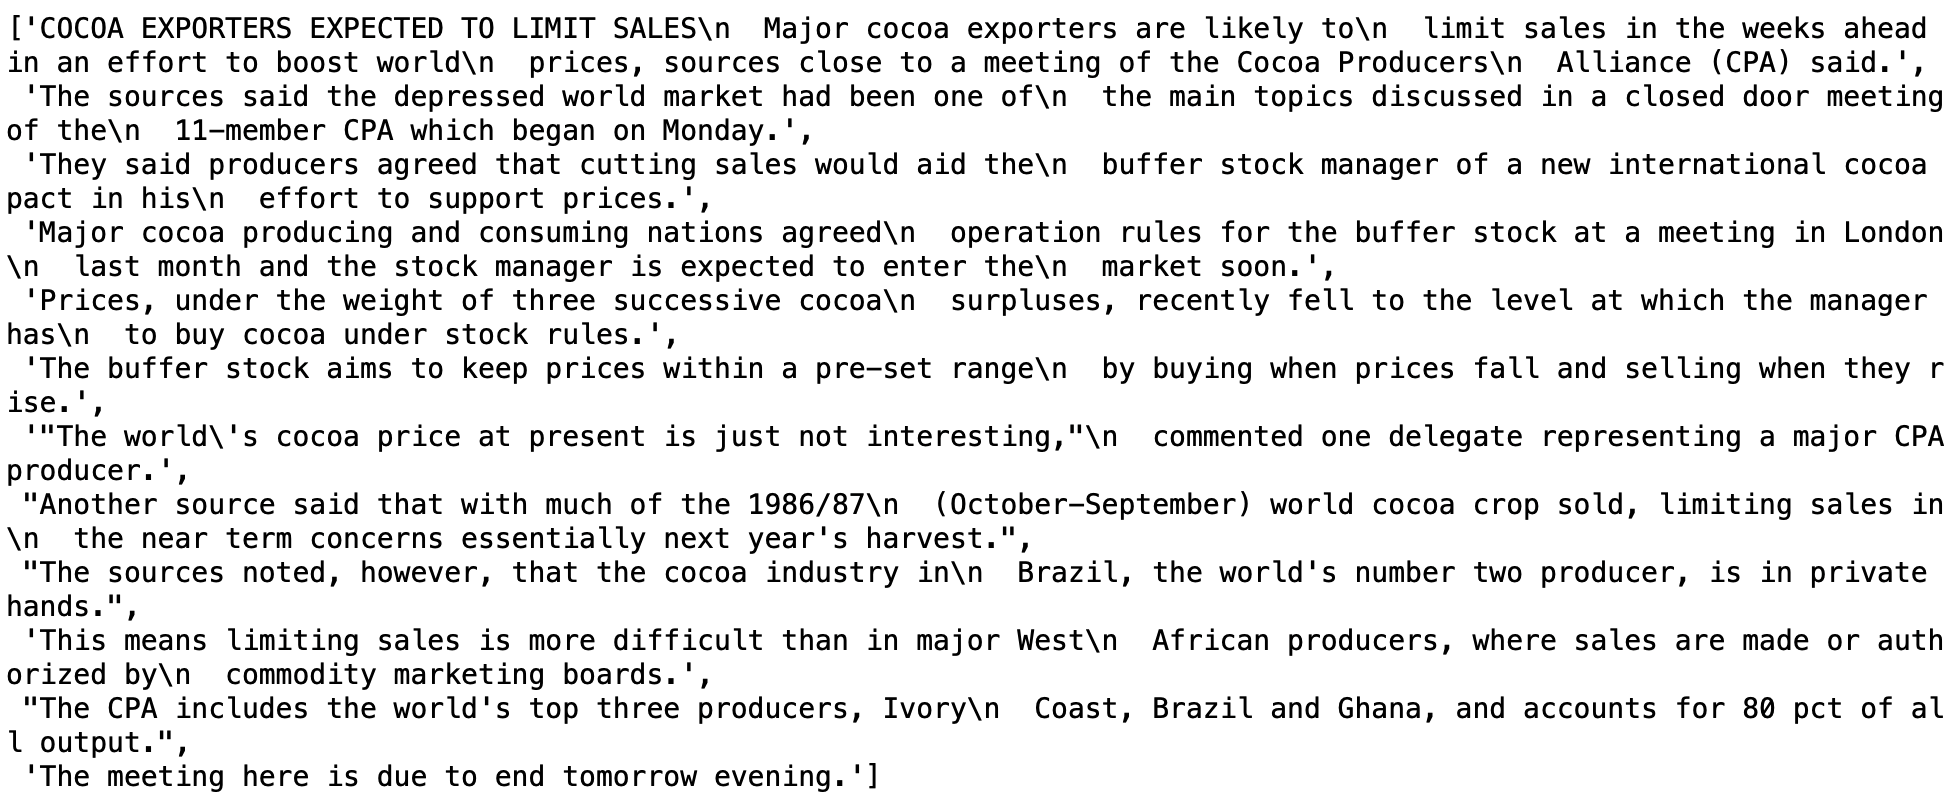 ['COCOA EXPORTERS EXPECTED TO LIMIT SALES\n  Major cocoa exporters are likely to\n  limit sales in the weeks ahead
in an effort to boost world\n  prices, sources close to a meeting of the Cocoa Producers\n  Alliance (CPA) said.',
 'The sources said the depressed world market had been one of\n  the main topics discussed in a closed door meeting
of the\n  11-member CPA which began on Monday.',
 'They said producers agreed that cutting sales would aid the\n  buffer stock manager of a new international cocoa
pact in his\n  effort to support prices.',
 'Major cocoa producing and consuming nations agreed\n  operation rules for the buffer stock at a meeting in London
\n  last month and the stock manager is expected to enter the\n  market soon.',
 'Prices, under the weight of three successive cocoa\n  surpluses, recently fell to the level at which the manager
has\n  to buy cocoa under stock rules.',
 'The buffer stock aims to keep prices within a pre-set range\n  by buying when prices fall and selling when they r
ise.',
 '"The world\'s cocoa price at present is just not interesting,"\n  commented one delegate representing a major CPA
producer.',
 "Another source said that with much of the 1986/87\n  (October-September) world cocoa crop sold, limiting sales in
\n  the near term concerns essentially next year's harvest.",
 "The sources noted, however, that the cocoa industry in\n  Brazil, the world's number two producer, is in private
hands.",
 'This means limiting sales is more difficult than in major West\n  African producers, where sales are made or auth
orized by\n  commodity marketing boards.',
 "The CPA includes the world's top three producers, Ivory\n  Coast, Brazil and Ghana, and accounts for 80 pct of al
l output.",
 'The meeting here is due to end tomorrow evening.']